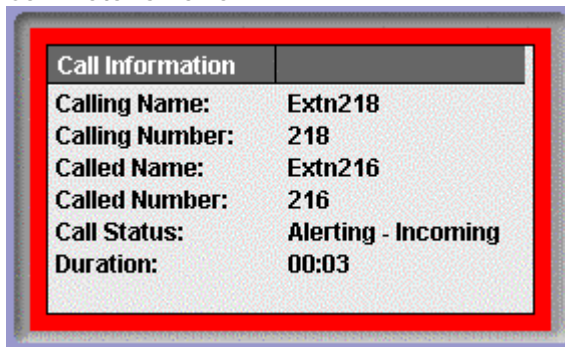 Call Information
Calling Name: Extn218
Calling Number: 218
Called Name: Extn216
Called Number: 216
Call Status: Alerting - Incoming
Duration: 00:03